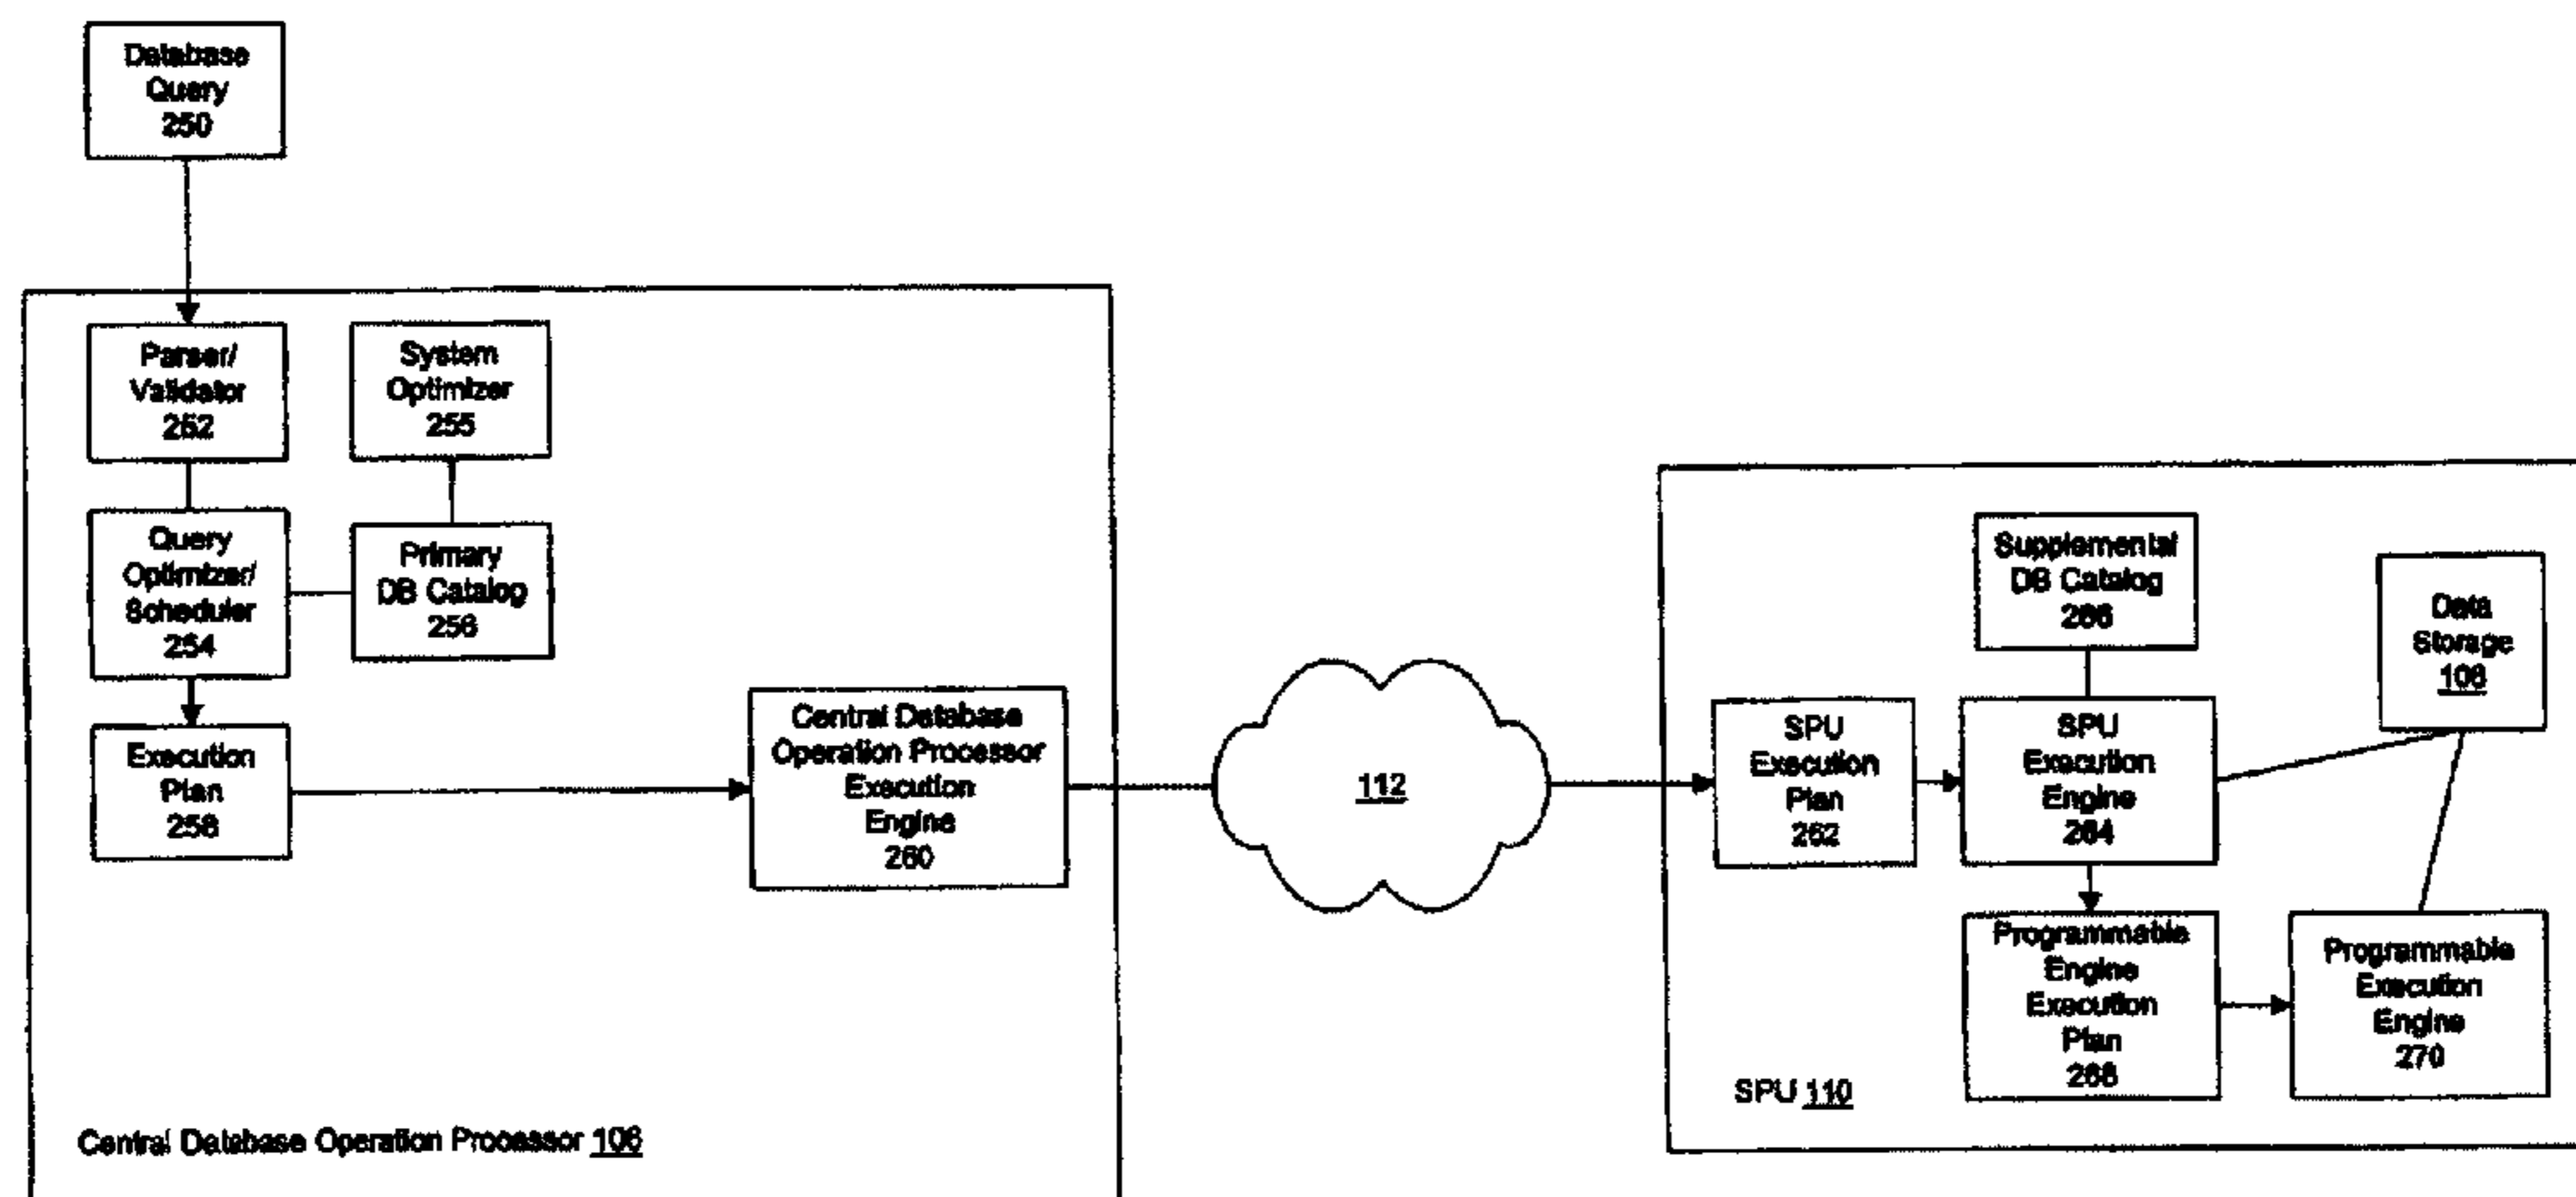 Database
Query
250
Parser/
Validator
252
System
Optimizer
255
Query
Optimizer/
Scheduler
254
Primary
DB Catalog
256
Execution
Plan
258
Central Database
Operation Processor
Execution
Engine
260
Central Database Operation Processor 106
112
Supplemental
DB Catalog
266
Data
Storage
108
SPU
Execution
Plan
262
SPU
Execution
Engine
264
Programmable
Engine
Execution
Plan
268
Programmable
Execution
Engine
270
SPU 110